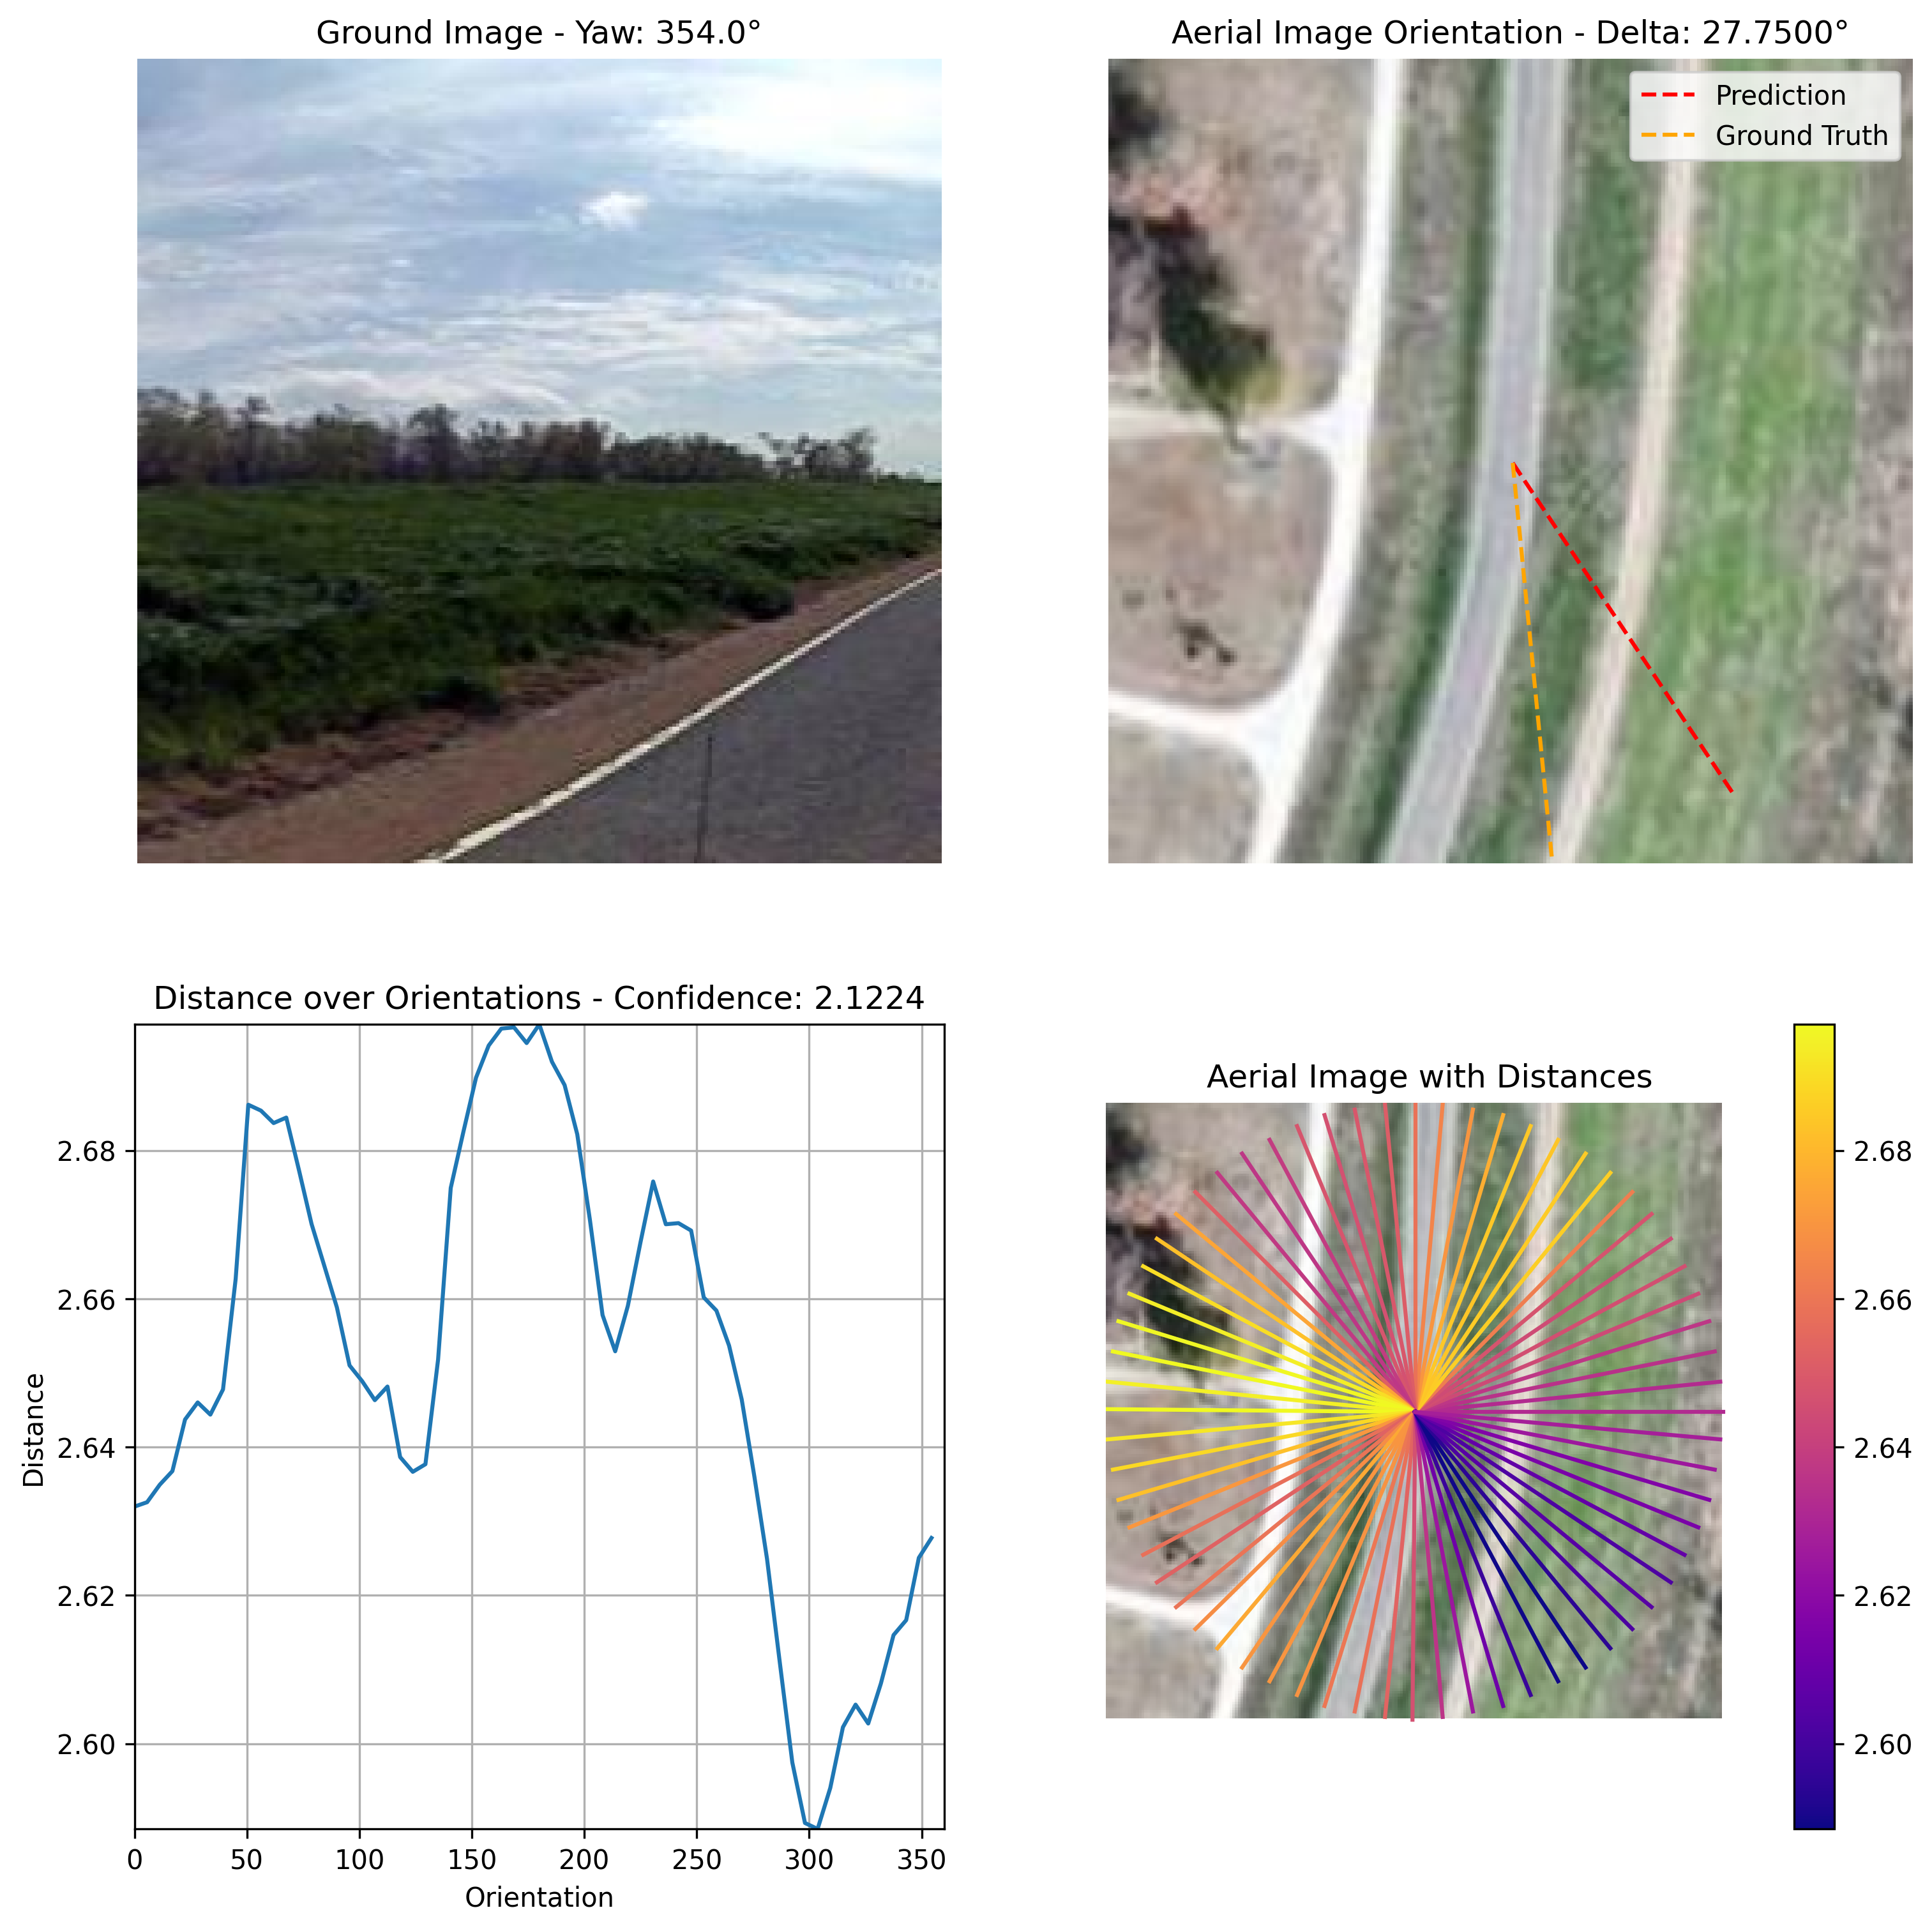 Ground Image - Yaw: 354.0°
Aerial Image Orientation - Delta: 27.7500°
Prediction
Ground Truth
Distance over Orientations - Confidence: 2.1224
Aerial Image with Distances
2.68
2.66
2.64
2.62
2.60
Distance
0 50 100 150 200 250 300 350
Orientation
2.68
2.66
2.64
2.62
2.60